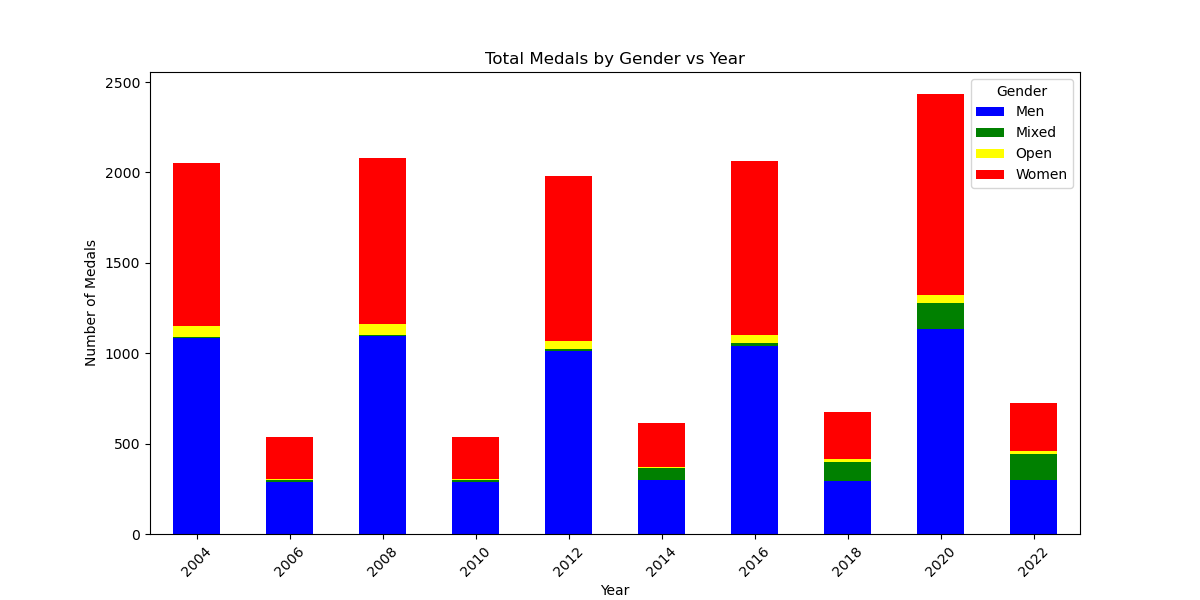 Total Medals by Gender vs Year
Number of Medals
2500
2000
1500
1000
500
0
Gender
Men
Mixed
Open
Women
2004
2006
2008
2010
2012
2014
2016
2018
2020
2022
Year